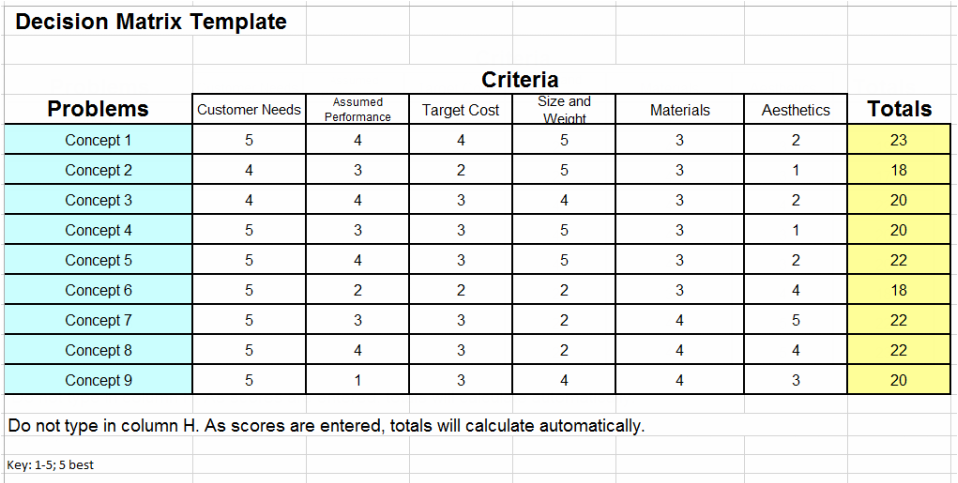 Decision Matrix Template
Criteria
Problems Customer Needs Assumed Performance Target Cost Size and Weight Materials Aesthetics Totals
Concept 1 5 4 4 5 3 2 23
Concept 2 4 3 2 5 3 1 18
Concept 3 4 4 3 4 3 2 20
Concept 4 5 3 3 5 3 1 20
Concept 5 5 4 3 5 3 2 22
Concept 6 5 2 2 2 3 4 18
Concept 7 5 3 3 2 4 5 22
Concept 8 5 4 3 2 4 4 22
Concept 9 5 1 3 4 4 3 20
Do not type in column H. As scores are entered, totals will calculate automatically.
Key: 1-5; 5 best